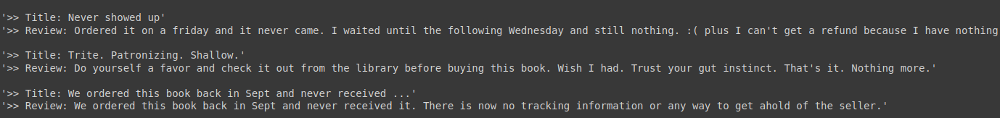 '>> Title: Never showed up'
'>> Review: Ordered it on a friday and it never came. I waited until the following Wednesday and still nothing. :( plus I can't get a refund because I have nothing
'>> Title: Trite. Patronizing. Shallow.'
'>> Review: Do yourself a favor and check it out from the library before buying this book. Wish I had. Trust your gut instinct. That's it. Nothing more.'
'>> Title: We ordered this book back in Sept and never received ...'
'>> Review: We ordered this book back in Sept and never received it. There is now no tracking information or any way to get ahold of the seller.'